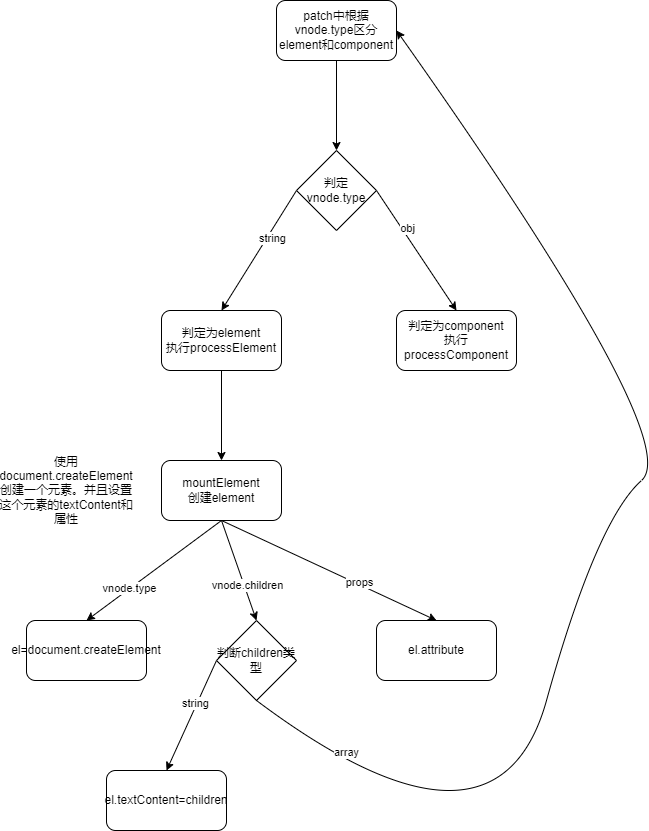 patch中根据
vnode.type区分
element和component
判定
vnode.type
string
obj
判定为element
执行processElement
判定为component
执行
processComponent
使用
document.createElement
创建一个元素。并且设置
这个元素的textContent和
属性
mountElement
创建element
vnode.type
vnode.children
props
el=document.createElement
判断children类
型
el.attribute
string
array
el.textContent=children